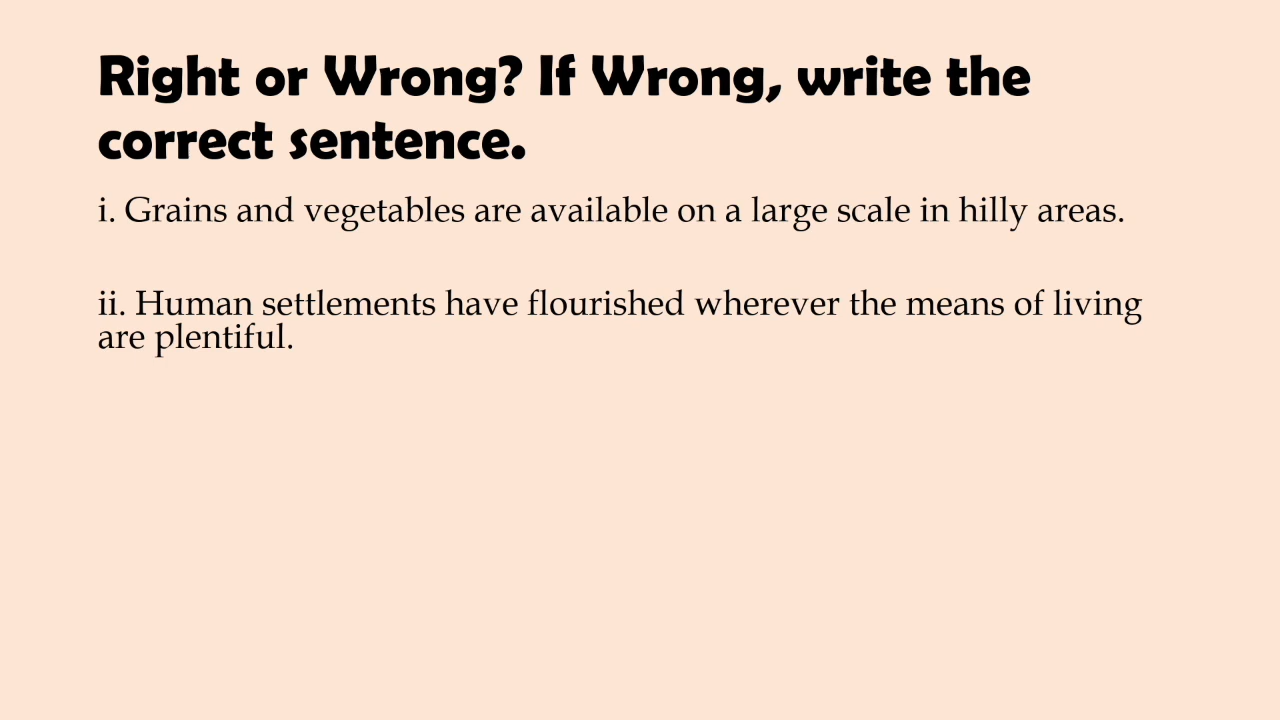 Right or Wrong? If Wrong, write the
correct sentence.
i. Grains and vegetables are available on a large scale in hilly areas.
ii. Human settlements have flourished wherever the means of living
are plentiful.